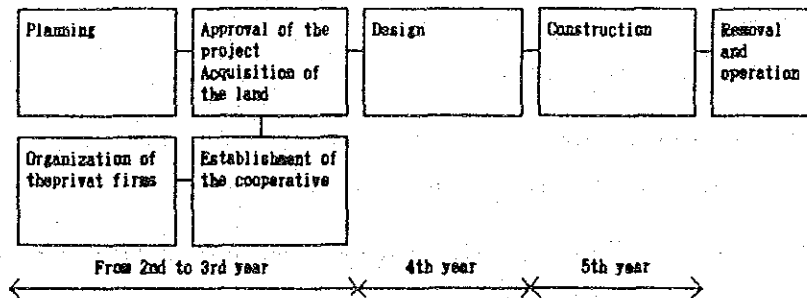 Planning
Approval of the
project
Acquisition of
the land
Design
Construction
Removal
and
operation
Organization of
theprivat firms
Establishment of
the cooperative
From 2nd to 3rd year
4th year
5th year